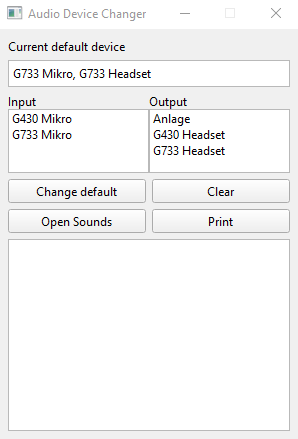 Audio Device Changer
Current default device
G733 Mikro, G733 Headset
Input Output
G430 Mikro Anlage
G733 Mikro G430 Headset
G733 Headset
Change default Clear
Open Sounds Print